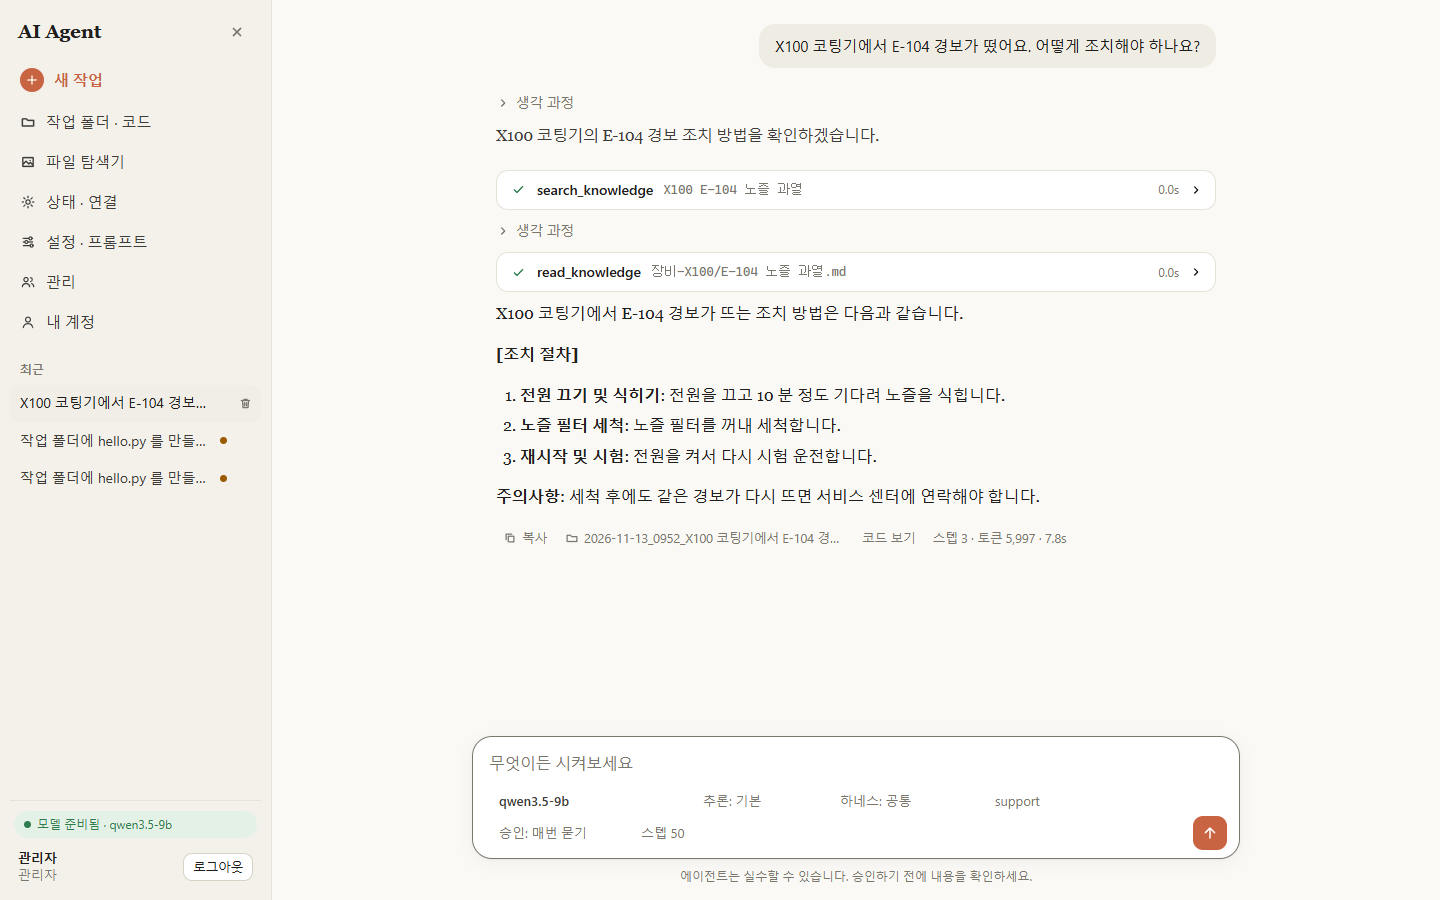 AI Agent
새 작업
작업 폴더 · 코드
파일 탐색기
상태 · 연결
설정 · 프롬프트
관리
내 계정
최근
X100 코팅기에서 E-104 경보...
작업 폴더에 hello.py 를 만들...
작업 폴더에 hello.py 를 만들...
모델 준비됨 · qwen3.5-9b
관리자
관리자
로그아웃
X100 코팅기에서 E-104 경보가 떴어요. 어떻게 조치해야 하나요?
생각 과정
X100 코팅기의 E-104 경보 조치 방법을 확인하겠습니다.
search_knowledge X100 E-104 노즐 과열 0.0s
생각 과정
read_knowledge 장비-X100/E-104 노즐 과열.md 0.0s
X100 코팅기에서 E-104 경보가 뜨는 조치 방법은 다음과 같습니다.
[조치 절차]
1. 전원 끄기 및 식히기: 전원을 끄고 10 분 정도 기다려 노즐을 식힙니다.
2. 노즐 필터 세척: 노즐 필터를 꺼내 세척합니다.
3. 재시작 및 시험: 전원을 켜서 다시 시험 운전합니다.
주의사항: 세척 후에도 같은 경보가 다시 뜨면 서비스 센터에 연락해야 합니다.
복사 2026-11-13_0952_X100 코팅기에서 E-104 경... 코드 보기 스텝 3 · 토큰 5,997 · 7.8s
무엇이든 시켜보세요
qwen3.5-9b 추론: 기본 하네스: 공통 support
승인: 매번 묻기 스텝 50
에이전트는 실수할 수 있습니다. 승인하기 전에 내용을 확인하세요.